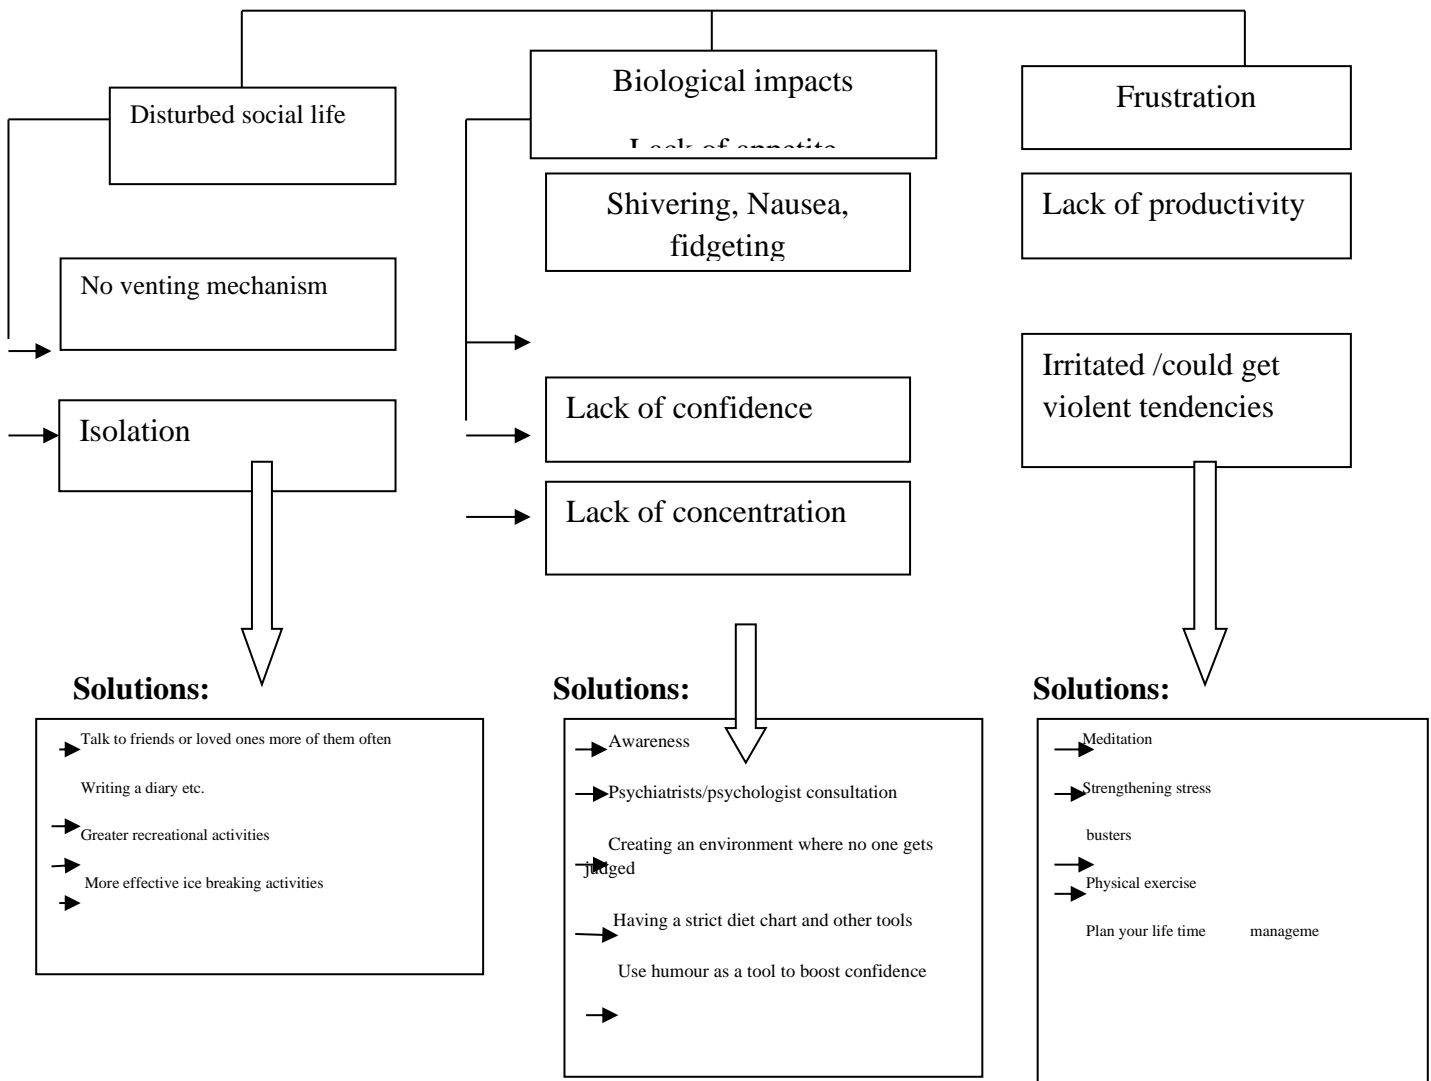 Disturbed social life
Biological impacts
Lack of appetite
Frustration
Shivering, Nausea,
fidgeting
Lack of productivity
No venting mechanism
Irritated /could get
violent tendencies
Isolation
Lack of confidence
Lack of concentration
Solutions:
Talk to friends or loved ones more of them often
Writing a diary etc.
Greater recreational activities
More effective ice breaking activities
Solutions:
Awareness
Psychiatrists/psychologist consultation
Creating an environment where no one gets
judged
Having a strict diet chart and other tools
Use humour as a tool to boost confidence
Solutions:
Meditation
Strengthening stress
busters
Physical exercise
Plan your life time manageme